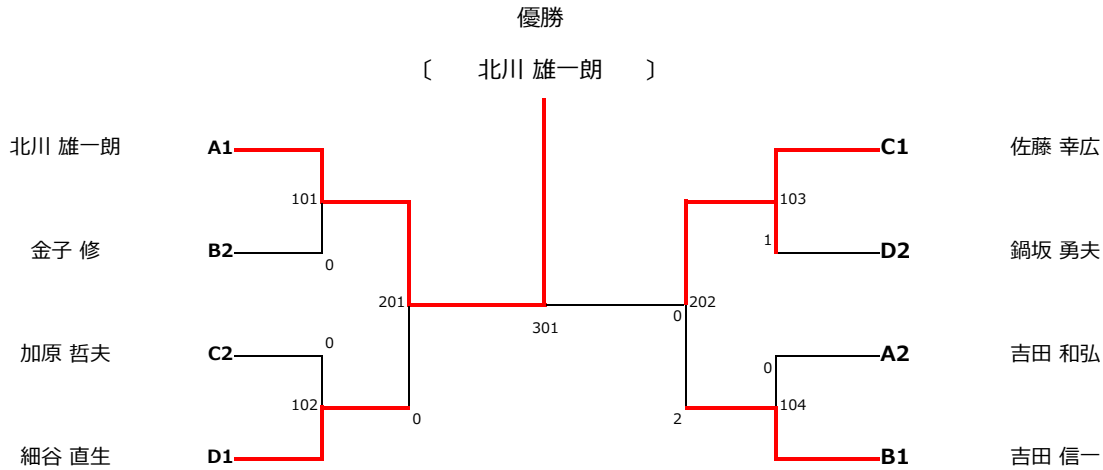 優勝
〔 北川 雄一朗 〕
北川 雄一朗 A1 C1 佐藤 幸広
101 103
1
金子 修 B2 D2 鍋坂 勇夫
0
201 202
0
301
0
加原 哲夫 C2 A2 吉田 和弘
0
102 104
0 2
細谷 直生 D1 B1 吉田 信一